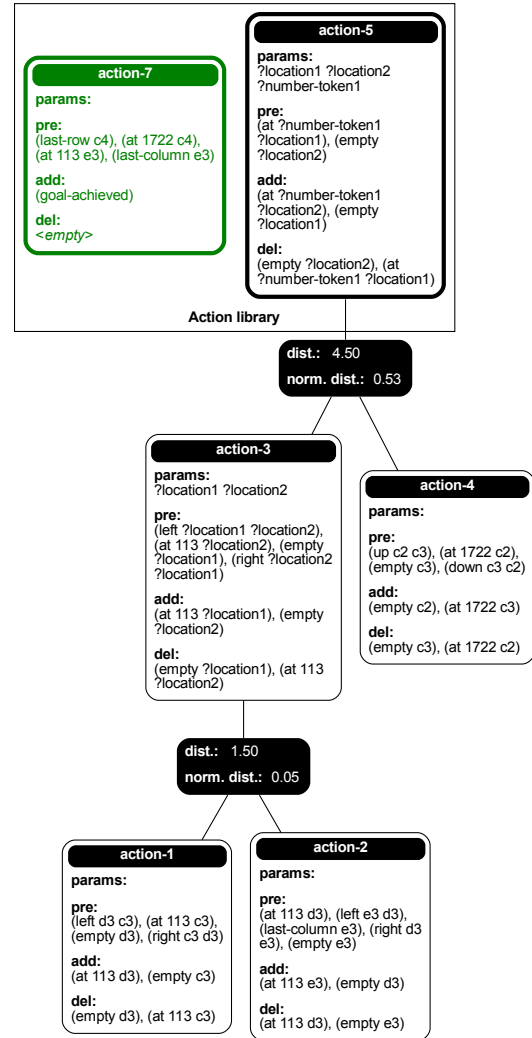 action-7
params:
pre:
(last-row c4), (at 1722 c4),
(at 113 e3), (last-column e3)
add:
(goal-achieved)
del:
<empty>
action-5
params:
?location1 ?location2
?number-token1
pre:
(at ?number-token1
?location1), (empty
?location2)
add:
(at ?number-token1
?location2), (empty
?location1)
del:
(empty ?location2), (at
?number-token1 ?location1)
Action library
dist.: 4.50
norm. dist.: 0.53
action-3
params:
?location1 ?location2
pre:
(left ?location1 ?location2),
(at 113 ?location2), (empty
?location1), (right ?location2
?location1)
add:
(at 113 ?location1), (empty
?location2)
del:
(empty ?location1), (at 113
?location2)
action-4
params:
pre:
(up c2 c3), (at 1722 c2),
(empty c3), (down c3 c2)
add:
(empty c2), (at 1722 c3)
del:
(empty c3), (at 1722 c2)
dist.: 1.50
norm. dist.: 0.05
action-1
params:
pre:
(left d3 c3), (at 113 c3),
(empty d3), (right c3 d3)
add:
(at 113 d3), (empty c3)
del:
(empty d3), (at 113 c3)
action-2
params:
pre:
(at 113 d3), (left e3 d3),
(last-column e3), (right d3
e3), (empty e3)
add:
(at 113 e3), (empty d3)
del:
(at 113 d3), (empty e3)